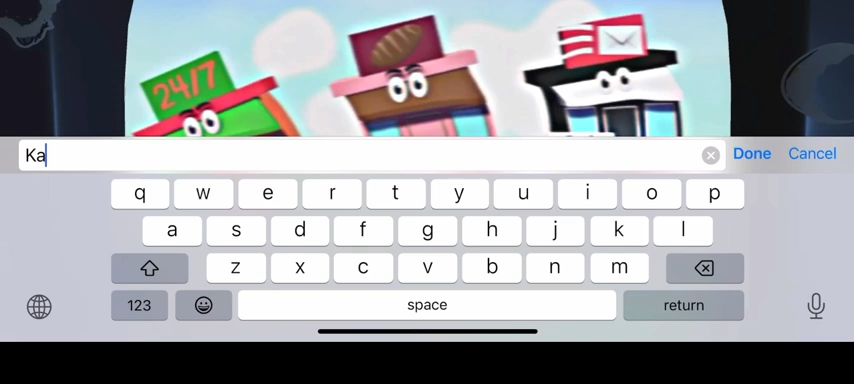 24/7
Ka
Done Cancel
q w e r t y u i o p
a s d f g h j k l
z x c v b n m
123 space return